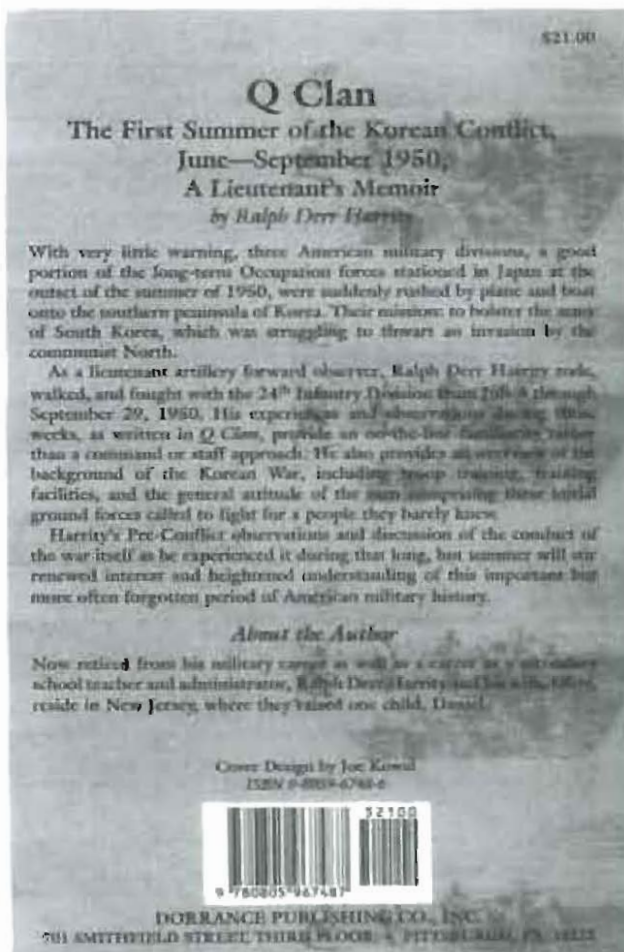 $21.00
Q Clan
The First Summer of the Korean Conflict,
June—September 1950,
A Lieutenant's Memoir
by Ralph Derr Harrity
With very little warning, three American military divisions, a good
portion of the long-term Occupation forces stationed in Japan at the
outset of the summer of 1950, were suddenly rushed by plane and boat
onto the southern peninsula of Korea. Their mission: to bolster the army
of South Korea, which was struggling to thwart an invasion by the
communist North.
As a lieutenant artillery forward observer, Ralph Derr Harrity rode,
walked, and fought with the 24th Infantry Division from July through
September 29, 1950. His experiences and observations during those
weeks, as written in Q Clan, provide an on-the-line familiarity rather
than a command or staff approach. He also provides an overview of the
background of the Korean War, including troop training, training
facilities, and the general attitude of the men comprising these initial
ground forces called to fight for a people they barely knew.
Harrity's Pre-Conflict observations and discussion of the conduct of
the war itself as he experienced it during that long, hot summer will stir
renewed interest and heightened understanding of this important but
more often forgotten period of American military history.
About the Author
Now retired from his military career as well as a career as a secondary
school teacher and administrator, Ralph Derr Harrity and his wife,
reside in New Jersey, where they raised one child, Daniel.
Cover Design by Joe Kowal
ISBN 0-8059-6748-6
52100
9 780805 967487
DORRANCE PUBLISHING CO., INC.
701 SMITHFIELD STREET, THIRD FLOOR • PITTSBURGH, PA 15222